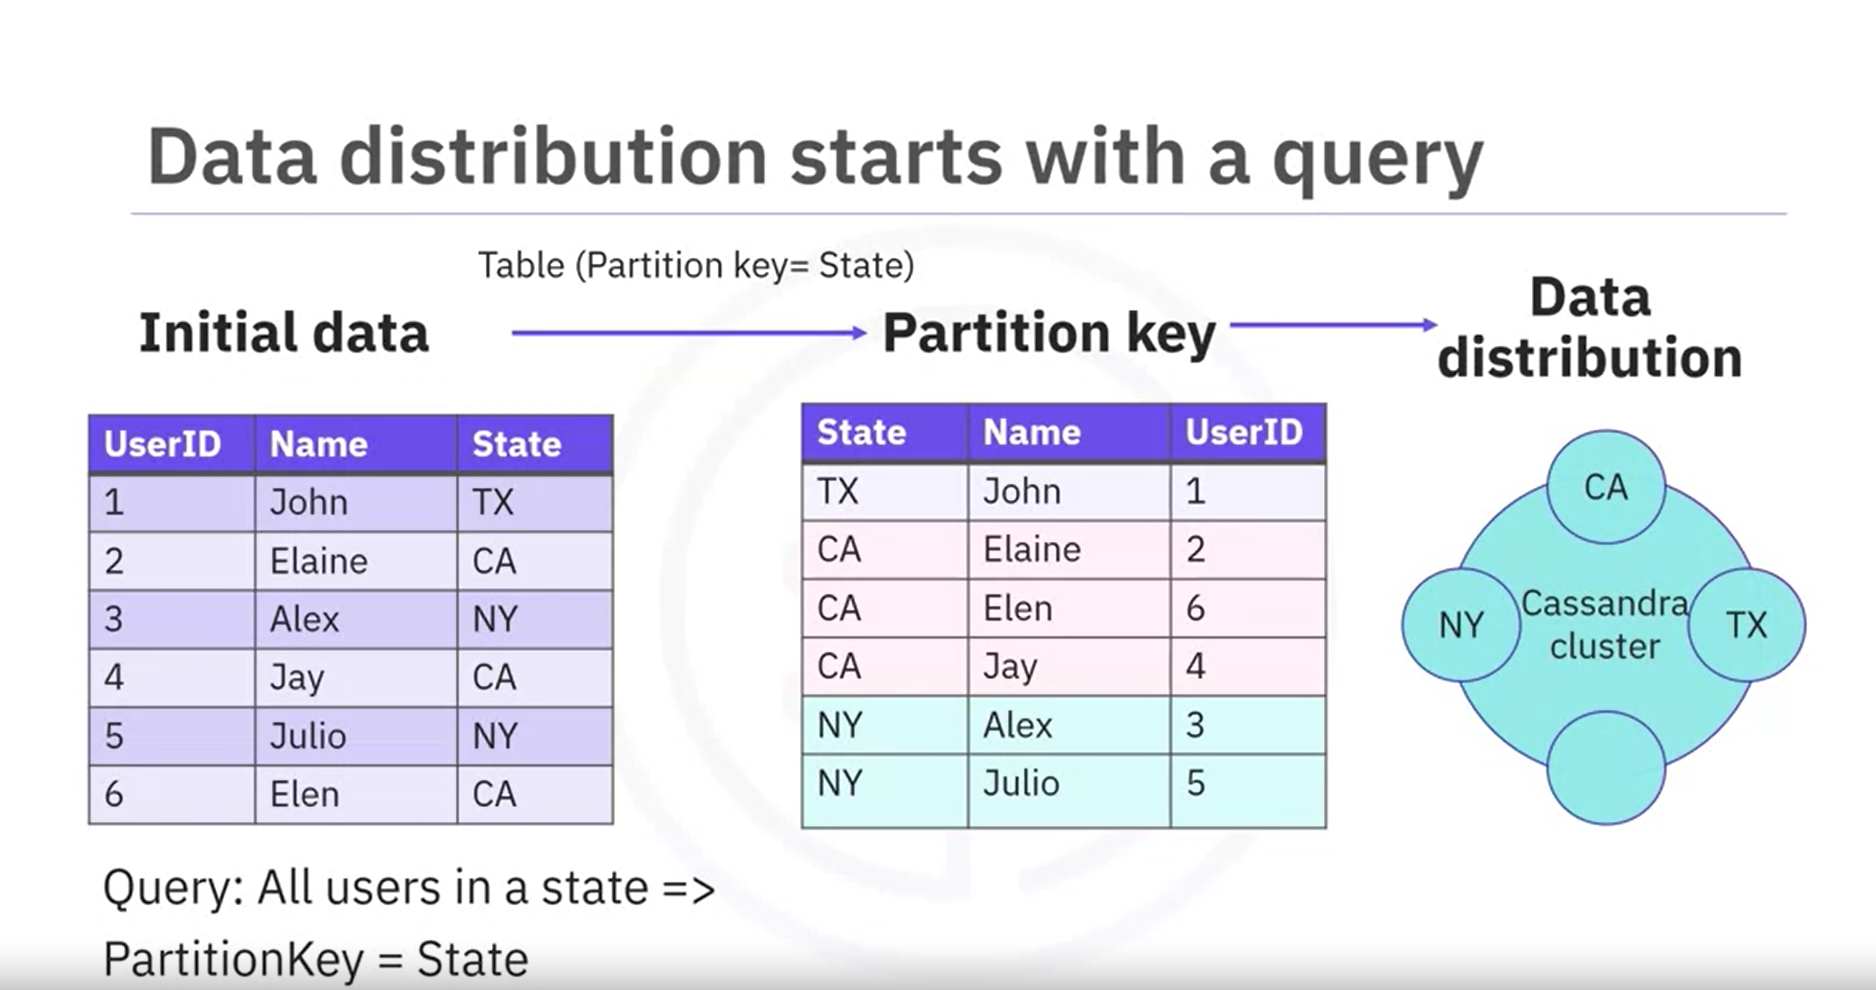 Data distribution starts with a query
Table (Partition key= State)
Initial data
Partition key
Data
distribution
UserID Name State
1 John TX
2 Elaine CA
3 Alex NY
4 Jay CA
5 Julio NY
6 Elen CA
State Name UserID
TX John 1
CA Elaine 2
CA Elen 6
CA Jay 4
NY Alex 3
NY Julio 5
CA
NY
Cassandra
cluster
TX
Query: All users in a state =>
PartitionKey = State